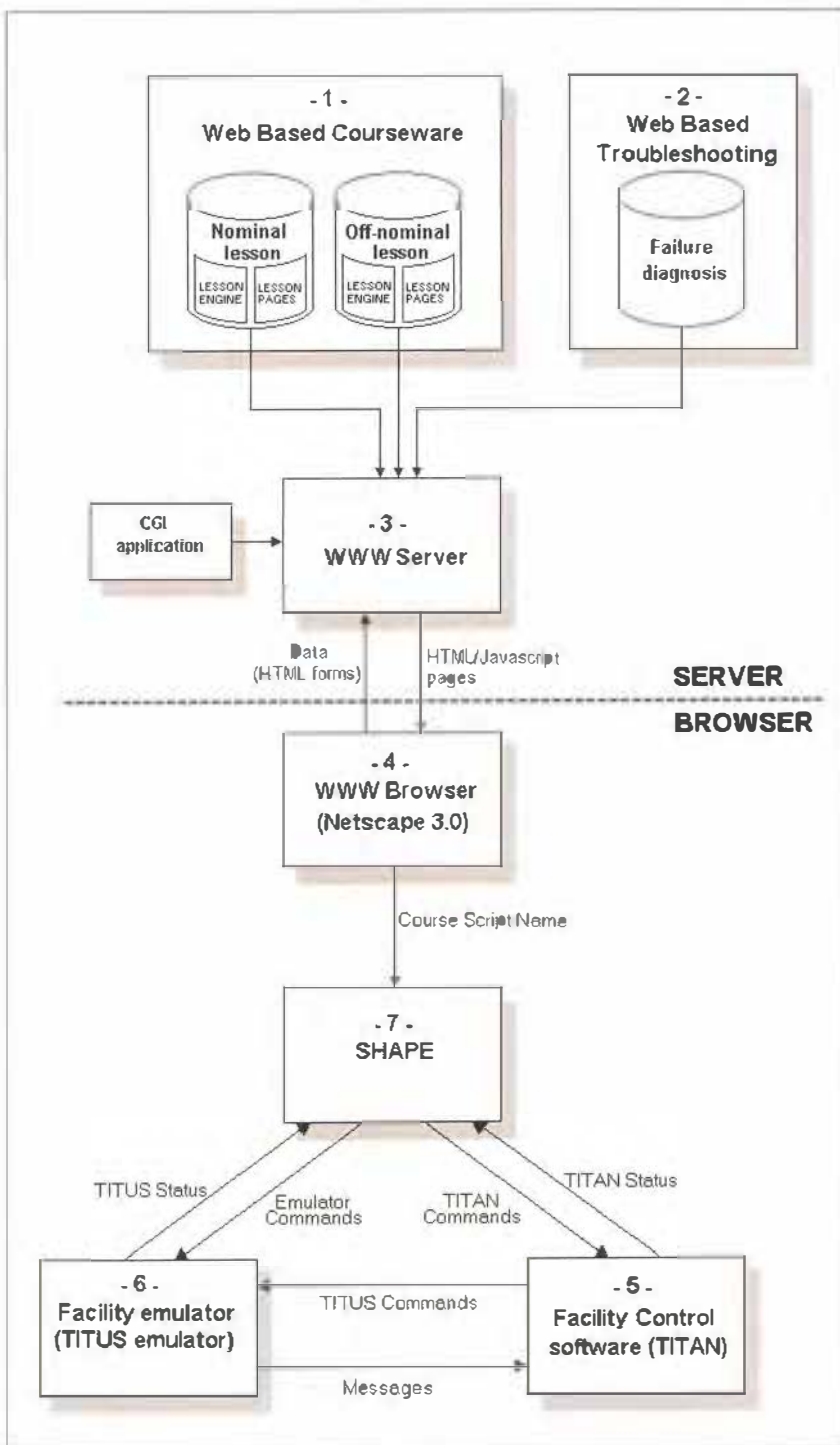 - 1 -
Web Based Courseware
Nominal
lesson
LESSON
ENGINE
LESSON
PAGES
Off-nominal
lesson
LESSON
ENGINE
LESSON
PAGES
- 2 -
Web Based
Troubleshooting
Failure
diagnosis
CGI
application
- 3 -
WWW Server
Data
(HTML forms)
HTML/Javascript
pages
SERVER
BROWSER
- 4 -
WWW Browser
(Netscape 3.0)
Course Script Name
- 7 -
SHAPE
TITUS Status
Emulator
Commands
TITAN
Commands
TITAN Status
- 6 -
Facility emulator
(TITUS emulator)
TITUS Commands
Messages
- 5 -
Facility Control
software (TITAN)